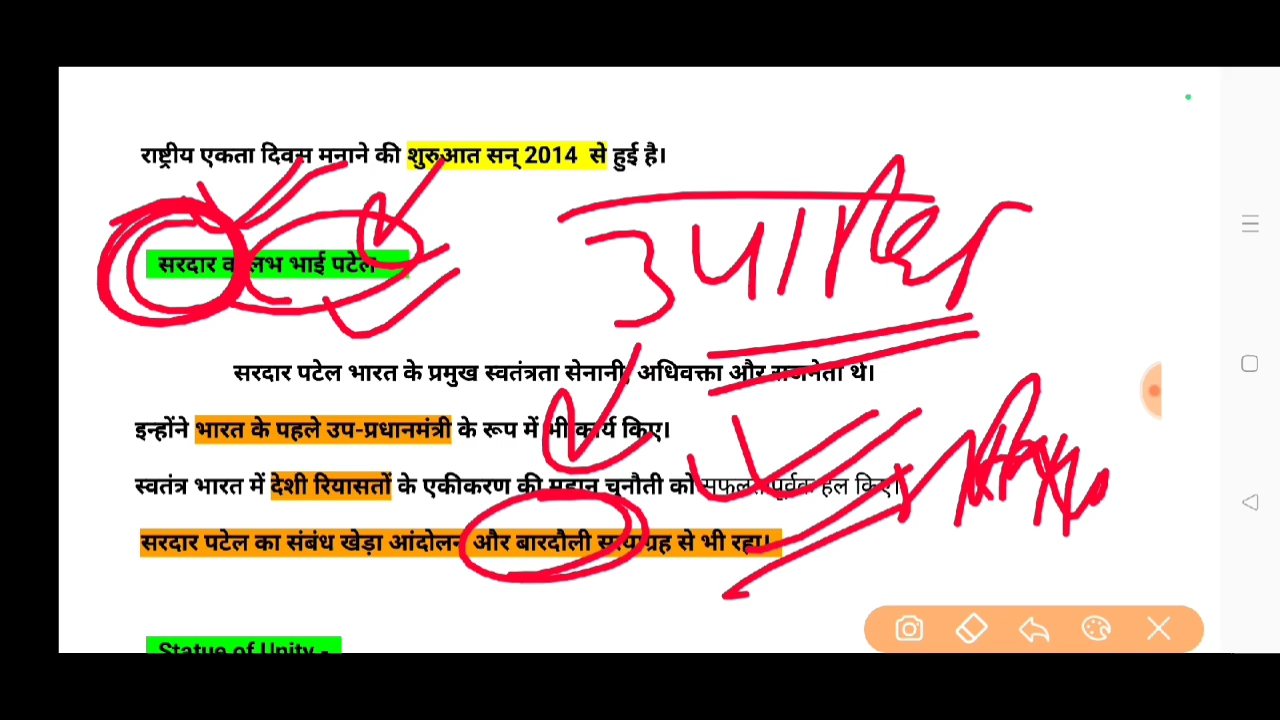 राष्ट्रीय एकता दिवस मनाने की शुरुआत सन् 2014 से हुई है।
सरदार वल्लभ भाई पटेल
उपाधि
सरदार पटेल भारत के प्रमुख स्वतंत्रता सेनानी, अधिवक्ता और राजनेता थे।
इन्होंने भारत के पहले उप-प्रधानमंत्री के रूप में भी कार्य किए।
स्वतंत्र भारत में देशी रियासतों के एकीकरण की महान चुनौती को सफलता पूर्वक हल किए।
सरदार पटेल का संबंध खेड़ा आंदोलन और बारदौली सत्याग्रह से भी रहा।
Statue of Unity -